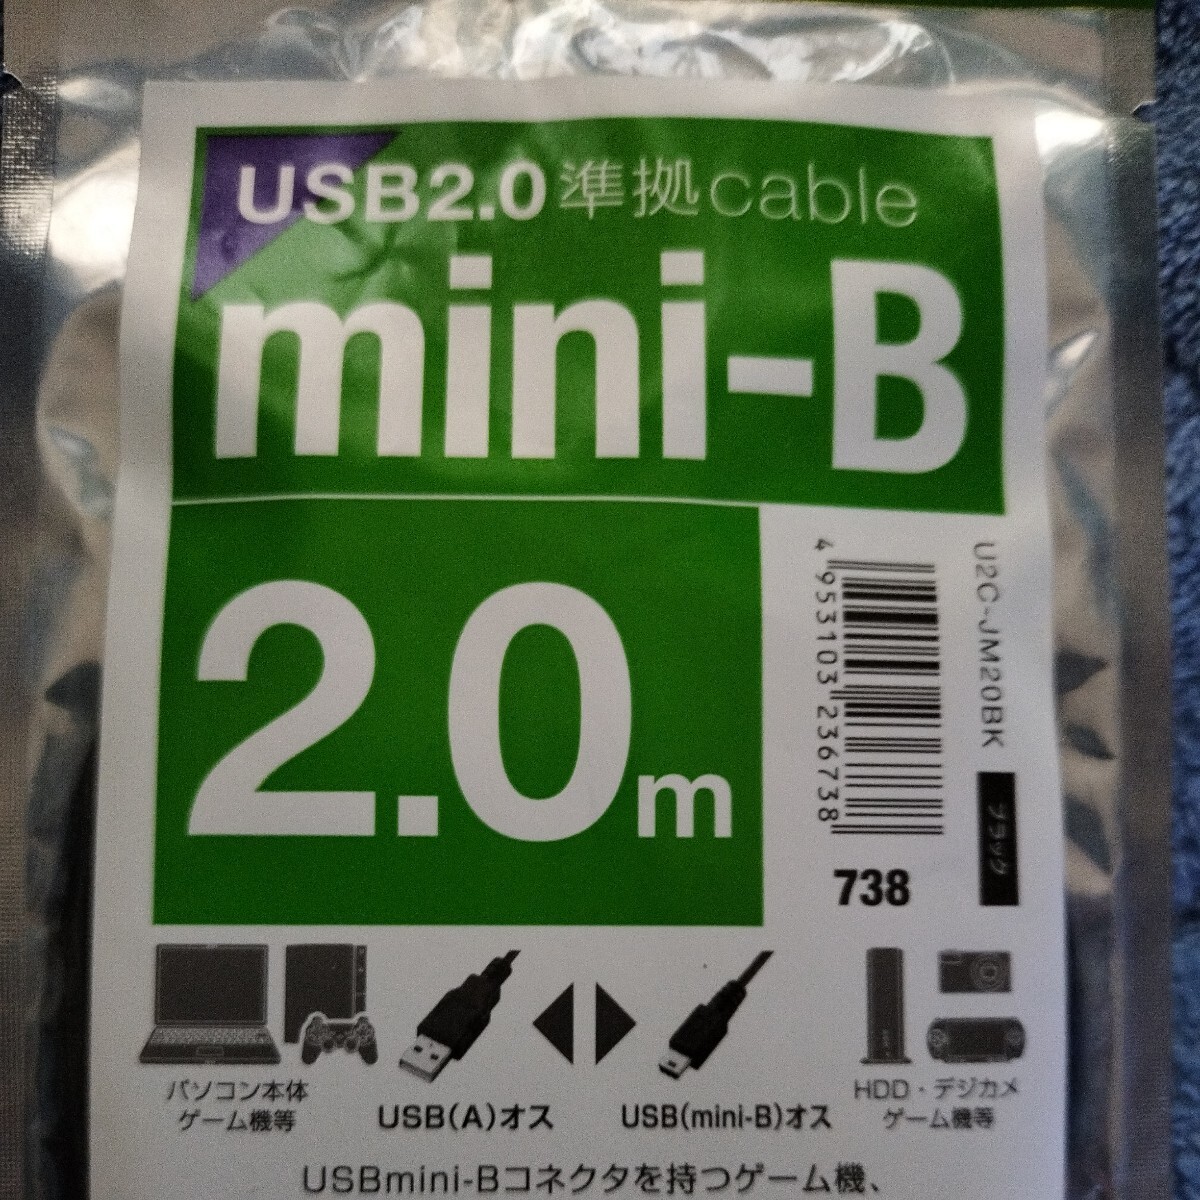 USB2.0準拠cable
mini-B
2.0m
4953103236738
U2C-JM20BK
ブラック
738
パソコン本体
ゲーム機等
USB(A)オス
USB(mini-B)オス
HDD・デジカメ
ゲーム機等
USBmini-Bコネクタを持つゲーム機、